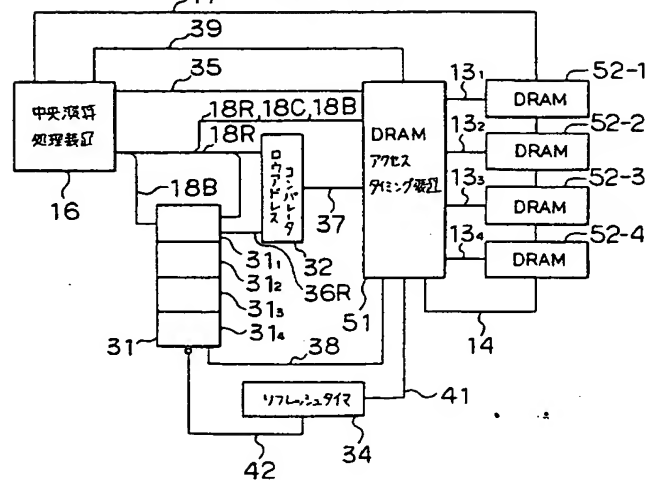 39
35
18R 18C 18B
18R
中央演算
処理装置
16
18B
ロウアドレス
コンパレータ
32
37
DRAM
アクセス
タイミング装置
51
13₁
13₂
13₃
13₄
DRAM
DRAM
DRAM
DRAM
52-1
52-2
52-3
52-4
14
31₁
31₂
31₃
31₄
31
36R
38
リフレッシュタイマ
34
41
42